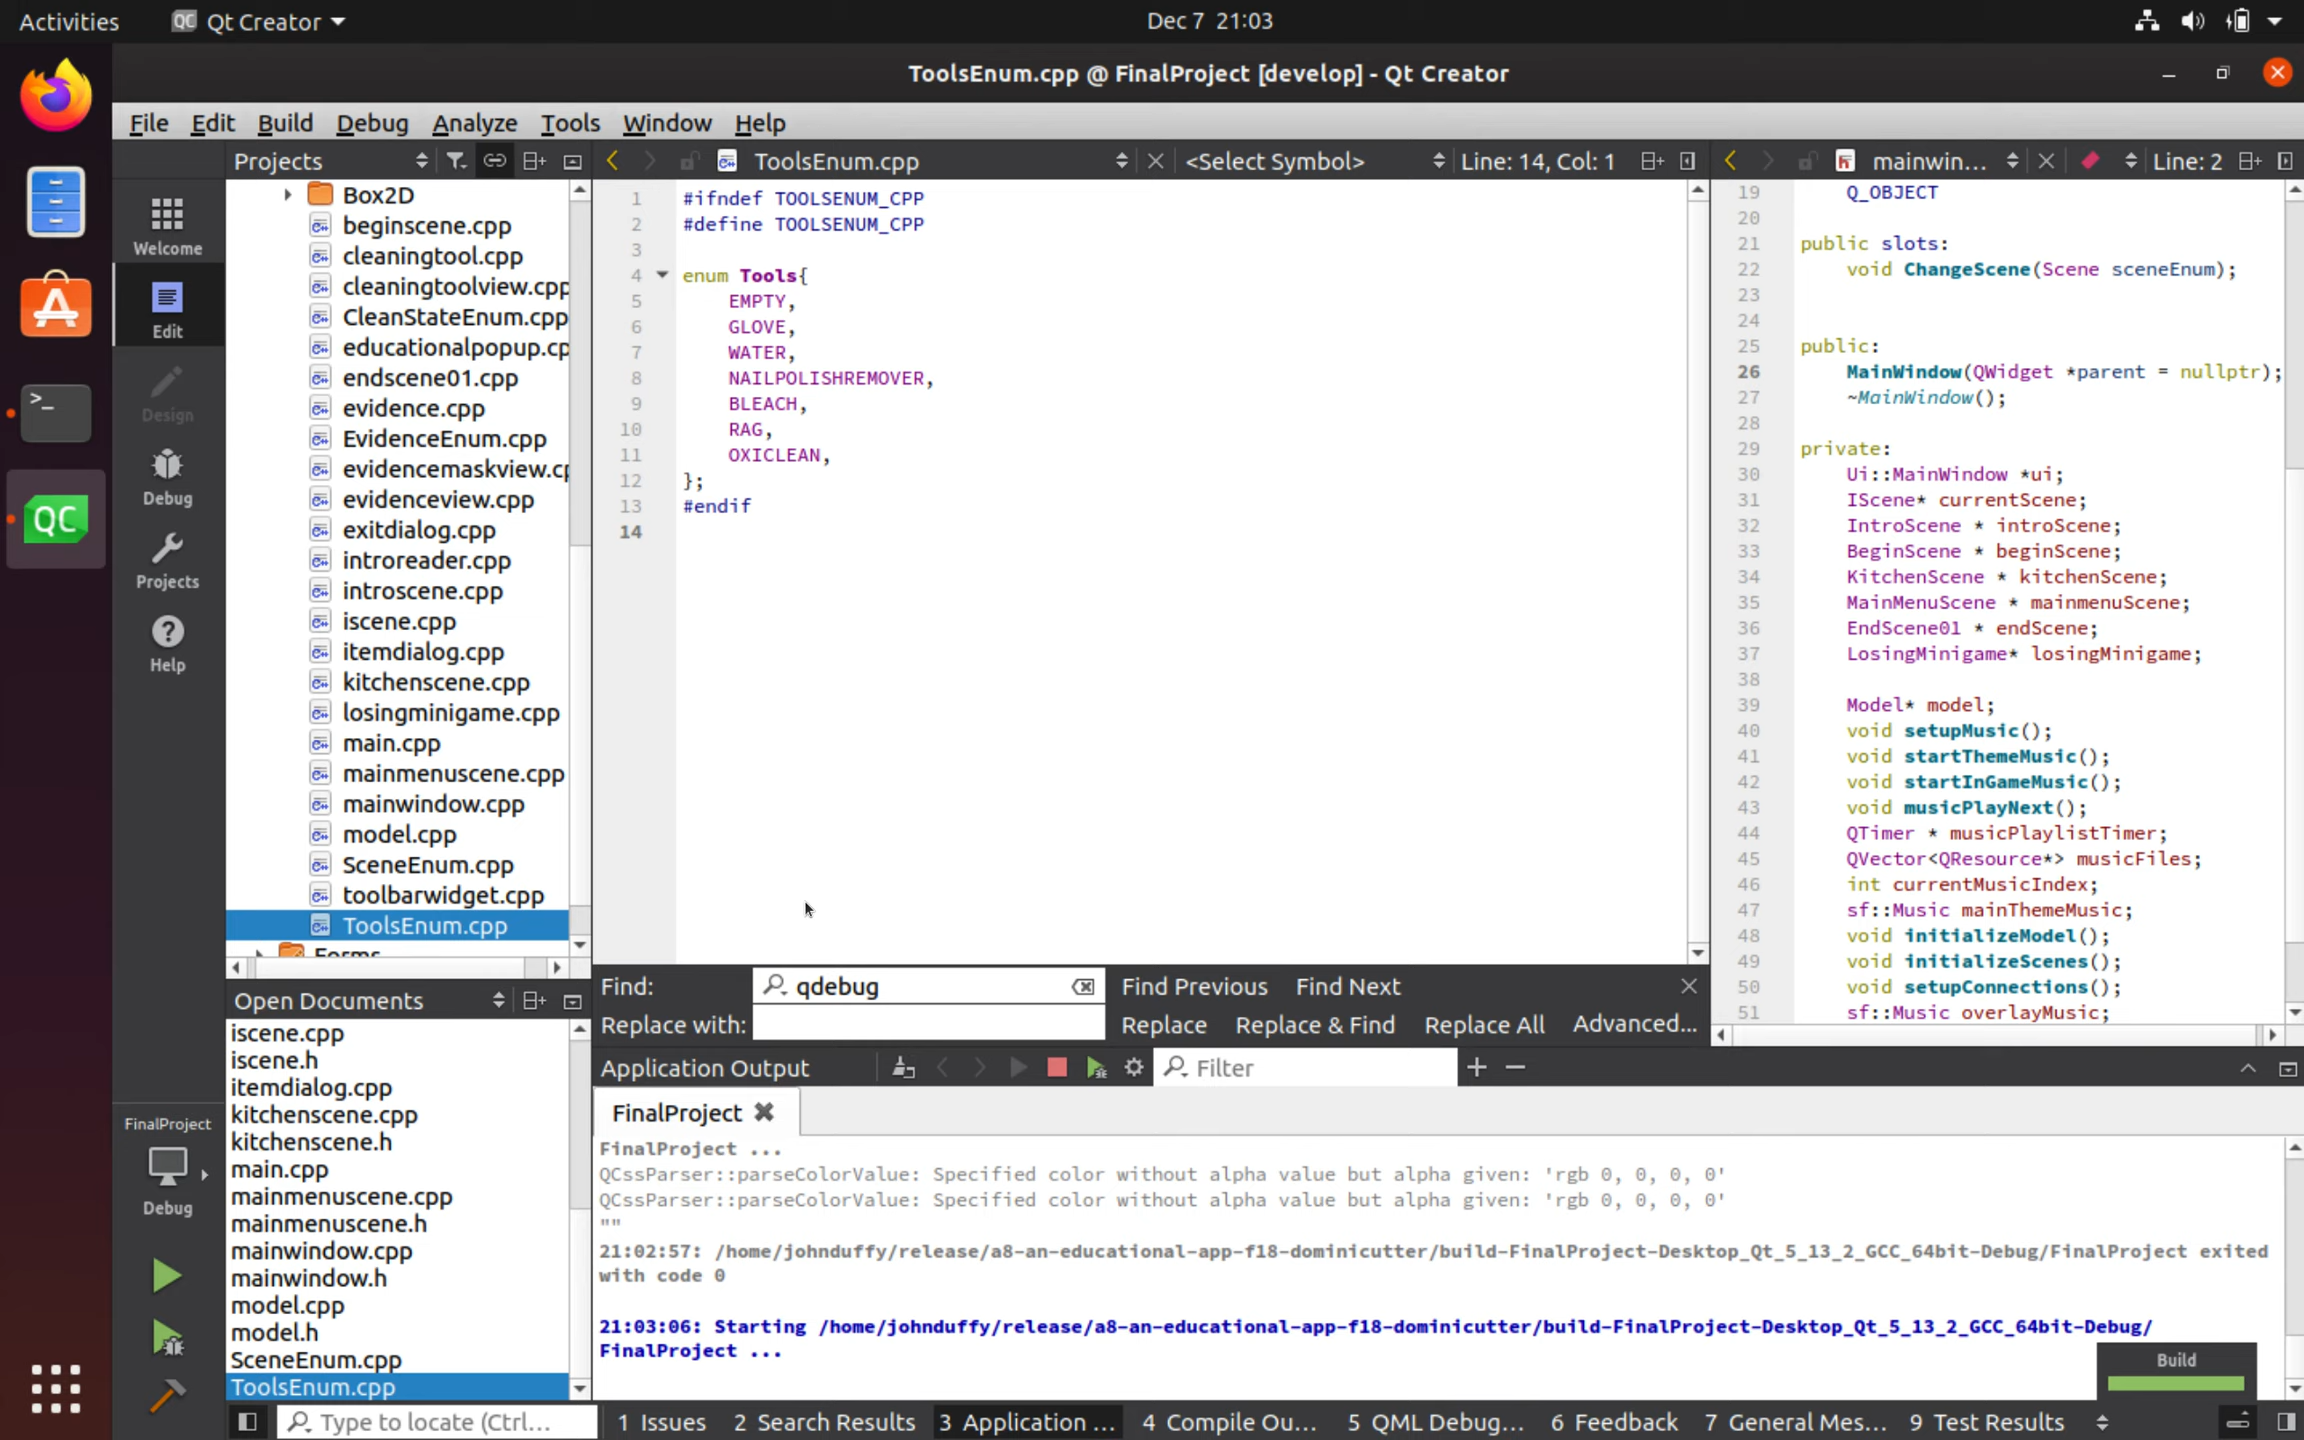 Activities
Qt Creator
Dec 7 21:03
ToolsEnum.cpp @ FinalProject [develop] - Qt Creator
File Edit Build Debug Analyze Tools Window Help
Projects
ToolsEnum.cpp
<Select Symbol>
Line: 14, Col: 1
mainwin...
Line: 2
Welcome
Edit
Design
Debug
Projects
Help
Box2D
beginscene.cpp
cleaningtool.cpp
cleaningtoolview.cpp
CleanStateEnum.cpp
educationalpopup.cp
endscene01.cpp
evidence.cpp
EvidenceEnum.cpp
evidencemaskview.cp
evidenceview.cpp
exitdialog.cpp
introreader.cpp
introscene.cpp
iscene.cpp
itemdialog.cpp
kitchenscene.cpp
losingminigame.cpp
main.cpp
mainmenuscene.cpp
mainwindow.cpp
model.cpp
SceneEnum.cpp
toolbarwidget.cpp
ToolsEnum.cpp
Forms
1 #ifndef TOOLSENUM_CPP
2 #define TOOLSENUM_CPP
3
4 enum Tools{
5 EMPTY,
6 GLOVE,
7 WATER,
8 NAILPOLISHREMOVER,
9 BLEACH,
10 RAG,
11 OXICLEAN,
12 };
13 #endif
14
19 Q_OBJECT
20
21 public slots:
22 void ChangeScene(Scene sceneEnum);
23
24
25 public:
26 MainWindow(QWidget *parent = nullptr);
27 ~MainWindow();
28
29 private:
30 Ui::MainWindow *ui;
31 IScene* currentScene;
32 IntroScene * introScene;
33 BeginScene * beginScene;
34 KitchenScene * kitchenScene;
35 MainMenuScene * mainmenuScene;
36 EndScene01 * endScene;
37 LosingMinigame* losingMinigame;
38
39 Model* model;
40 void setupMusic();
41 void startThemeMusic();
42 void startInGameMusic();
43 void musicPlayNext();
44 QTimer * musicPlaylistTimer;
45 QVector<QResource*> musicFiles;
46 int currentMusicIndex;
47 sf::Music mainThemeMusic;
48 void initializeModel();
49 void initializeScenes();
50 void setupConnections();
51 sf::Music overlayMusic;
Find: qdebug Find Previous Find Next
Replace with: Replace Replace & Find Replace All Advanced...
Open Documents
iscene.cpp
iscene.h
itemdialog.cpp
kitchenscene.cpp
kitchenscene.h
main.cpp
mainmenuscene.cpp
mainmenuscene.h
mainwindow.cpp
mainwindow.h
model.cpp
model.h
SceneEnum.cpp
ToolsEnum.cpp
Application Output
Filter
FinalProject
FinalProject ...
QCssParser::parseColorValue: Specified color without alpha value but alpha given: 'rgb 0, 0, 0, 0'
QCssParser::parseColorValue: Specified color without alpha value but alpha given: 'rgb 0, 0, 0, 0'
""
21:02:57: /home/johnduffy/release/a8-an-educational-app-f18-dominicutter/build-FinalProject-Desktop_Qt_5_13_2_GCC_64bit-Debug/FinalProject exited
with code 0
21:03:06: Starting /home/johnduffy/release/a8-an-educational-app-f18-dominicutter/build-FinalProject-Desktop_Qt_5_13_2_GCC_64bit-Debug/
FinalProject ...
FinalProject
Debug
Build
Type to locate (Ctrl...
1 Issues
2 Search Results
3 Application ...
4 Compile Ou...
5 QML Debug...
6 Feedback
7 General Mes...
9 Test Results